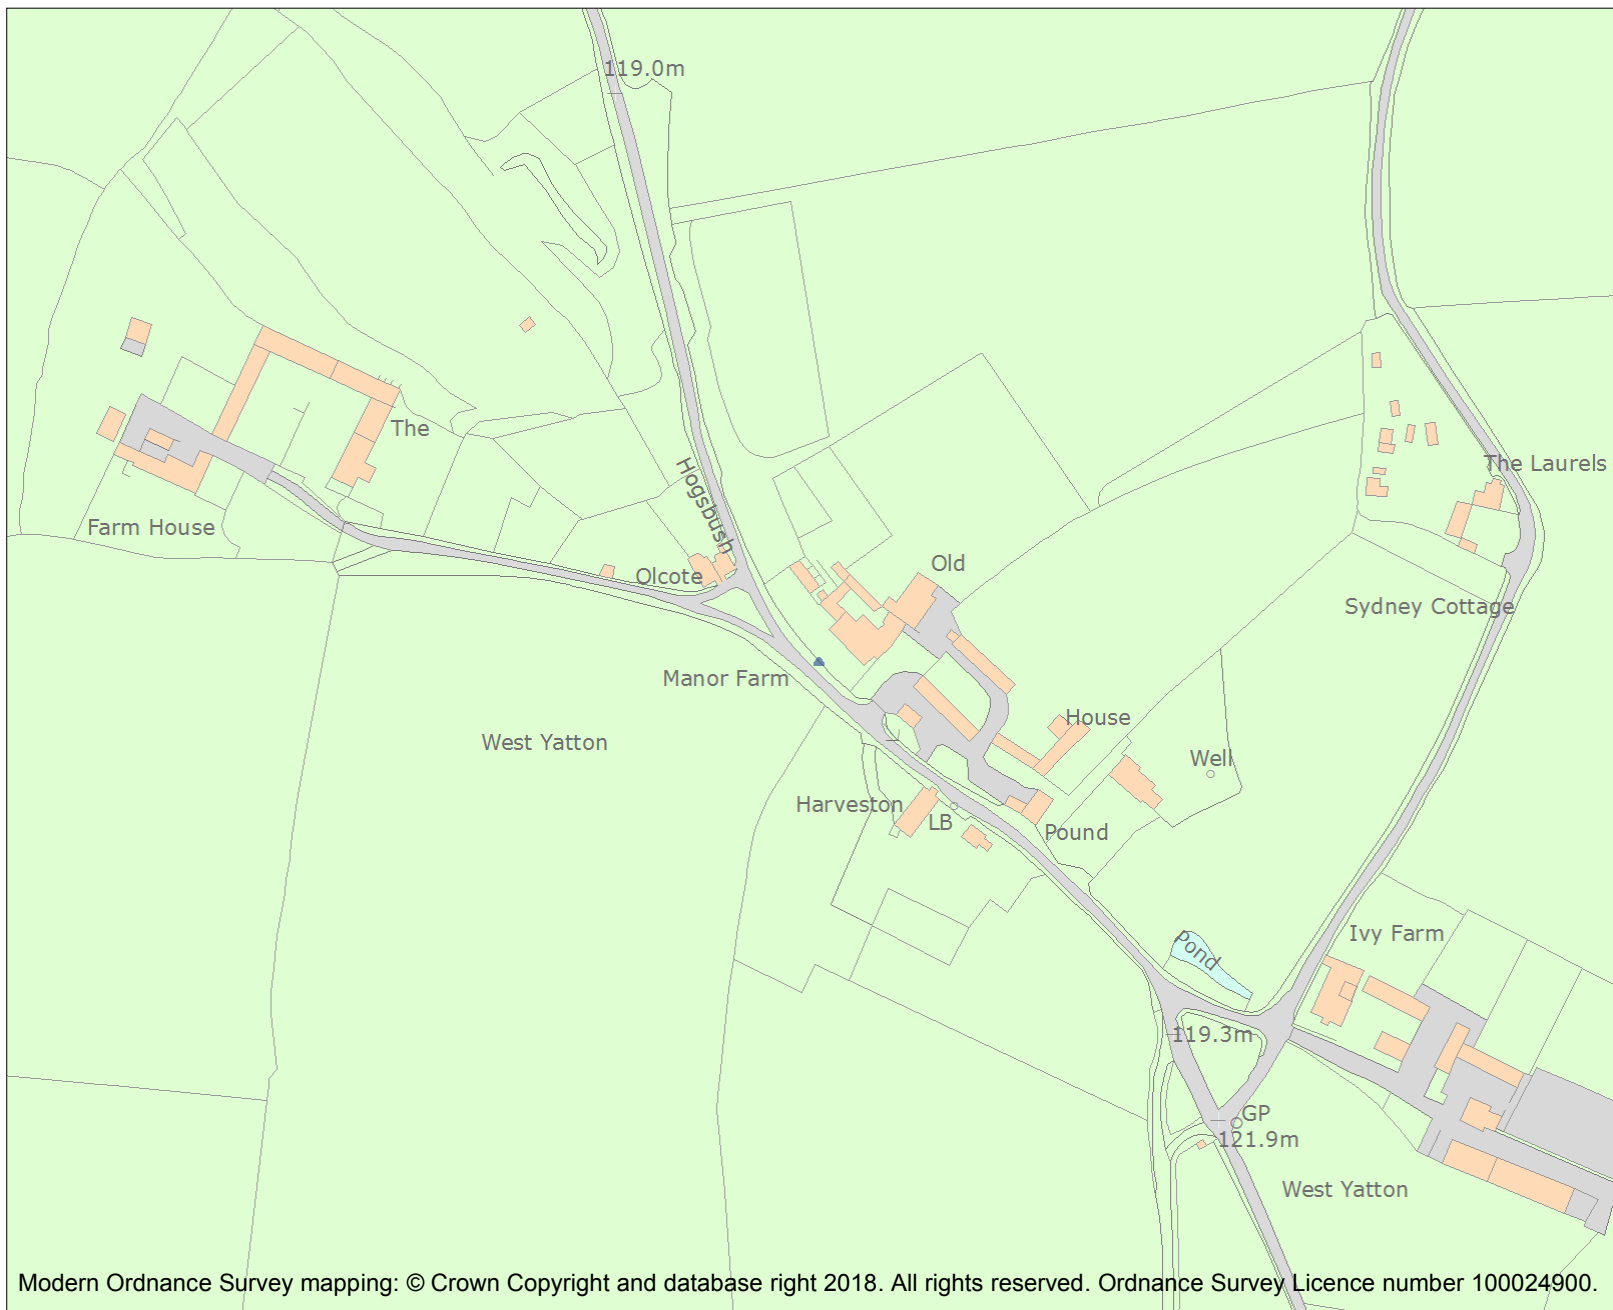 119.0m
The
The Laurels
Hogsbush
Farm House
Old
Olcote
Sydney Cottage
Manor Farm
House
West Yatton
Well
Harveston
LB
Pound
Ivy Farm
Pond
119.3m
GP
121.9m
West Yatton
Modern Ordnance Survey mapping: © Crown Copyright and database right 2018. All rights reserved. Ordnance Survey Licence number 100024900.